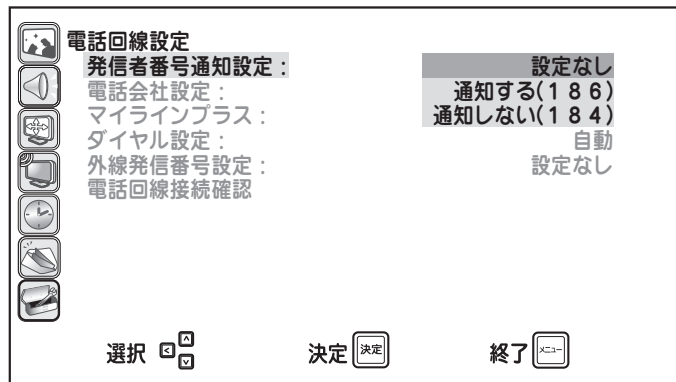 電話回線設定
発信者番号通知設定：　設定なし
電話会社設定：　通知する(１８６)
マイラインプラス：　通知しない(１８４)
ダイヤル設定：　自動
外線発信番号設定：　設定なし
電話回線接続確認
選択　決定 決定　終了 メニュー